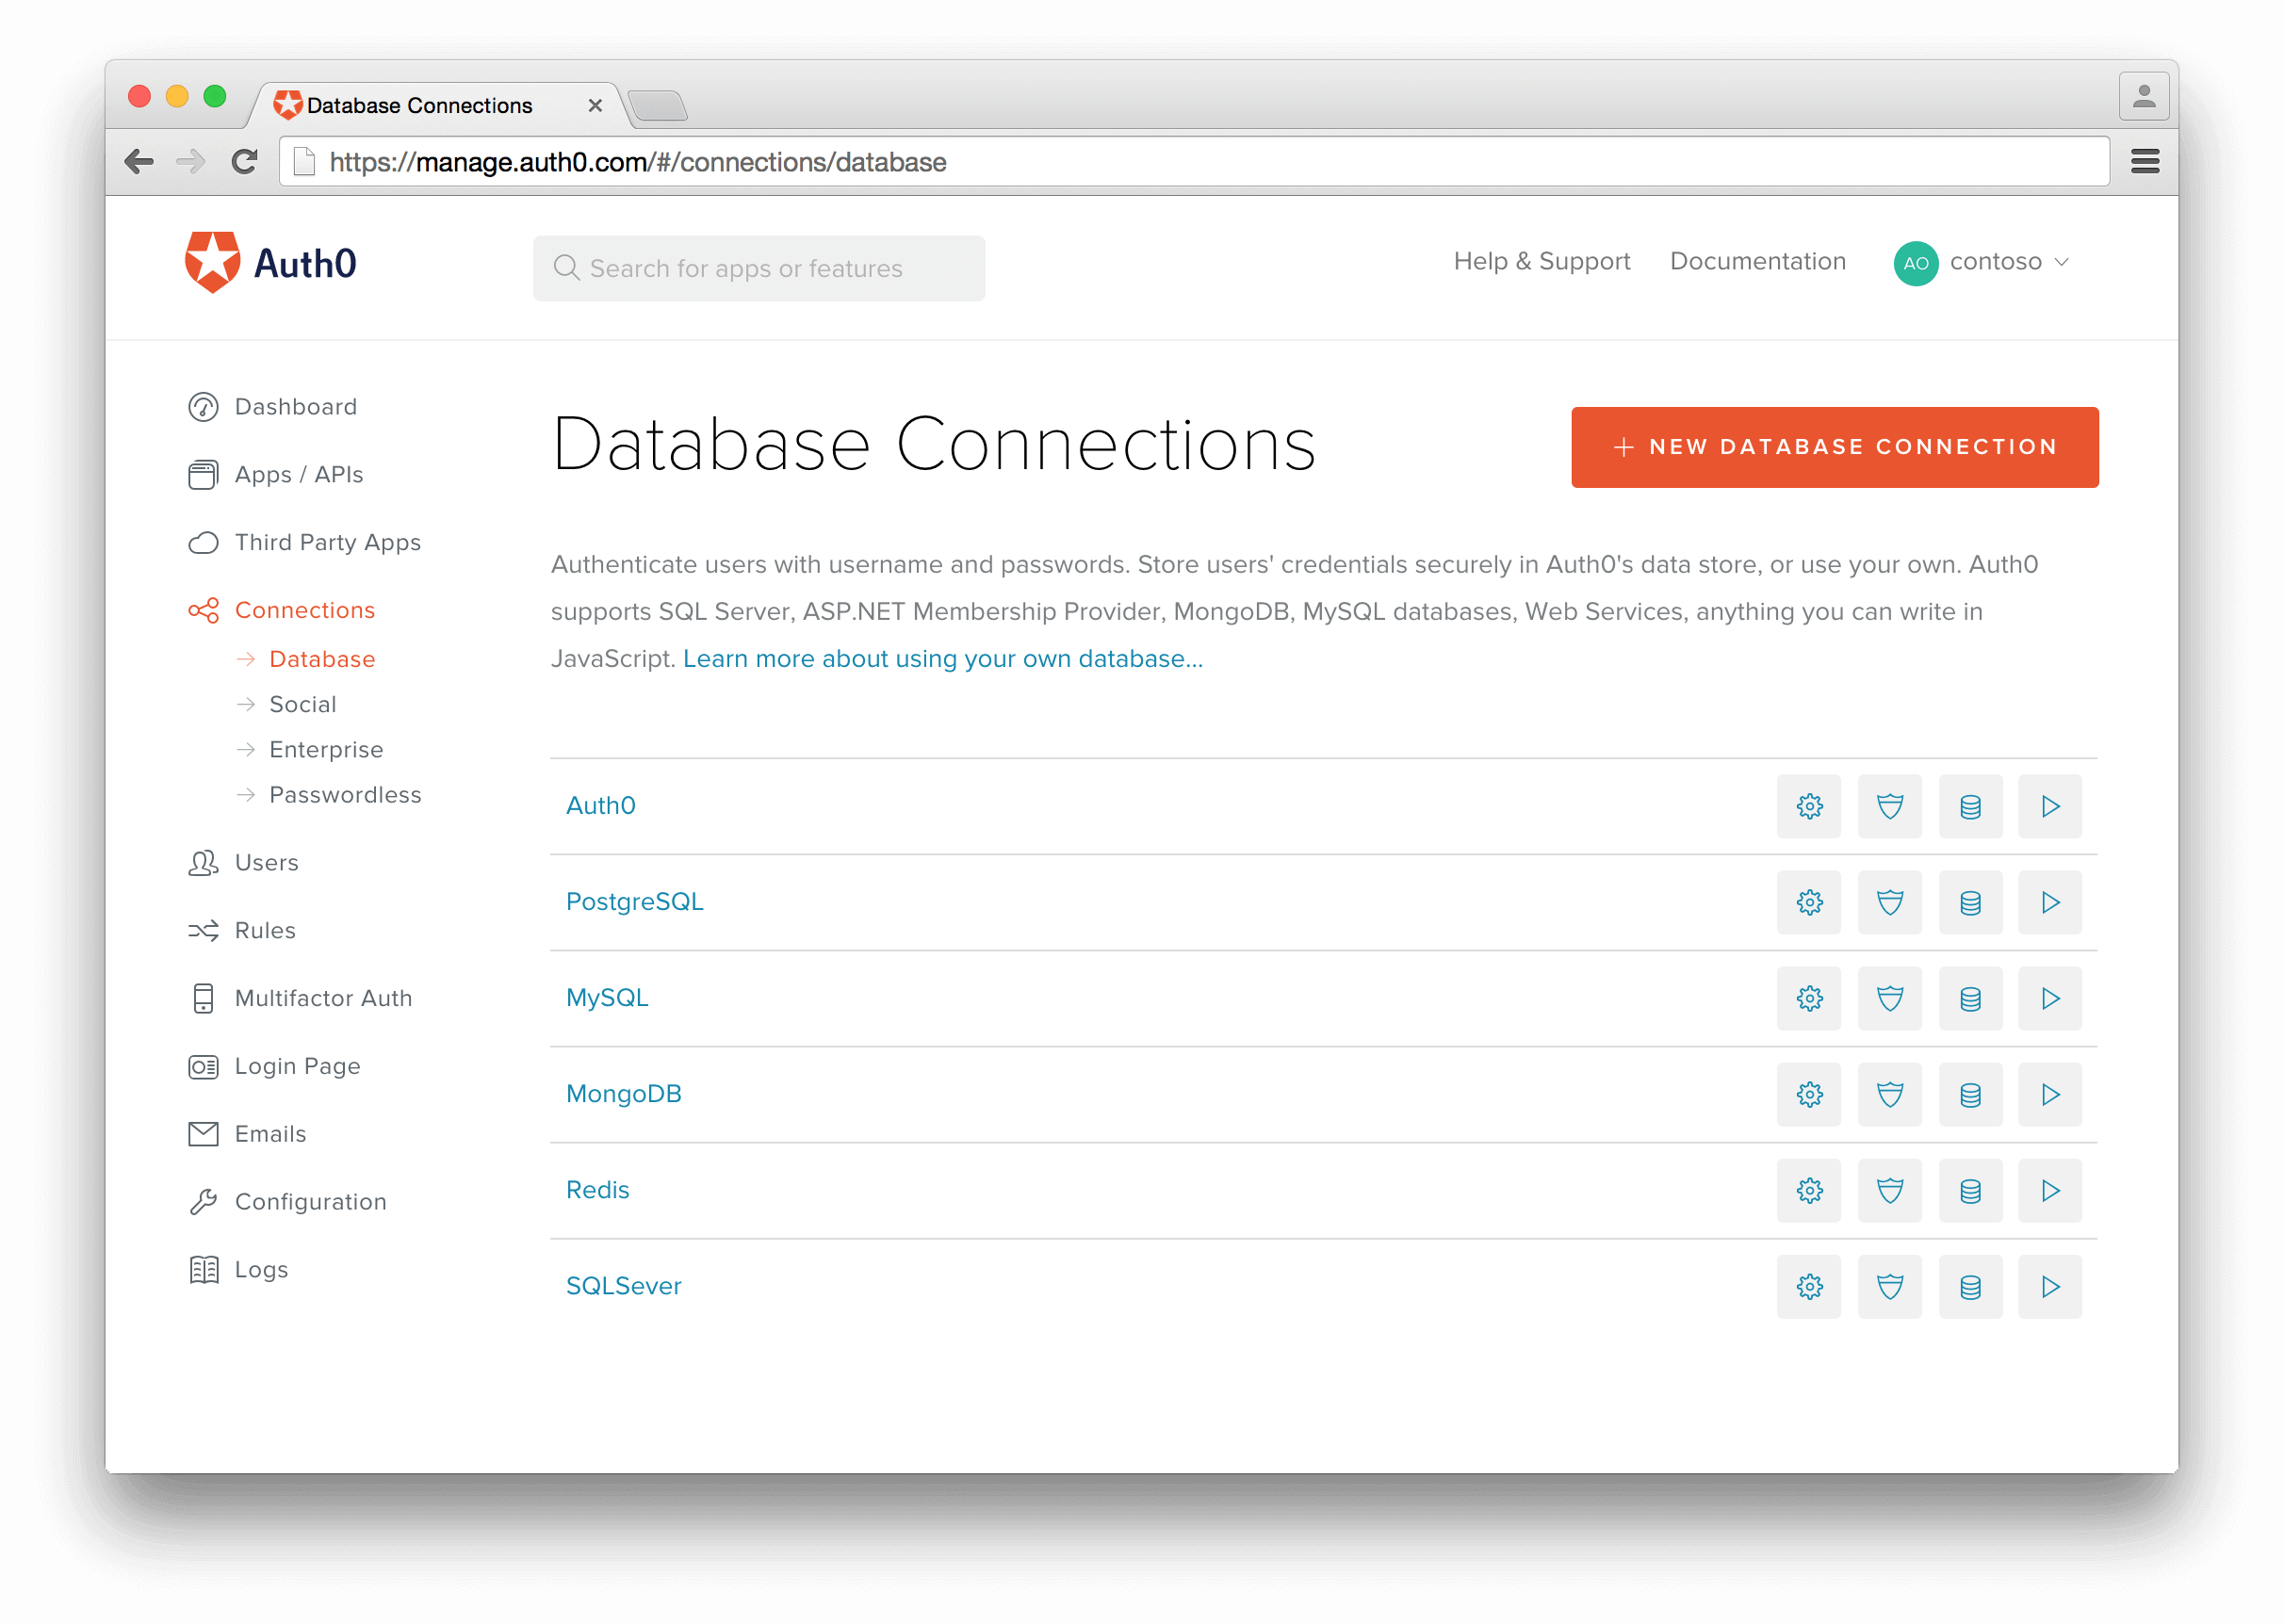 Database Connections
https://manage.auth0.com/#/connections/database
Auth0
Search for apps or features
Help & Support
Documentation
AO
contoso
Dashboard
Apps / APIs
Third Party Apps
Connections
Database
Social
Enterprise
Passwordless
Users
Rules
Multifactor Auth
Login Page
Emails
Configuration
Logs
Database Connections
+ NEW DATABASE CONNECTION
Authenticate users with username and passwords. Store users' credentials securely in Auth0's data store, or use your own. Auth0
supports SQL Server, ASP.NET Membership Provider, MongoDB, MySQL databases, Web Services, anything you can write in
JavaScript. Learn more about using your own database...
Auth0
PostgreSQL
MySQL
MongoDB
Redis
SQLSever